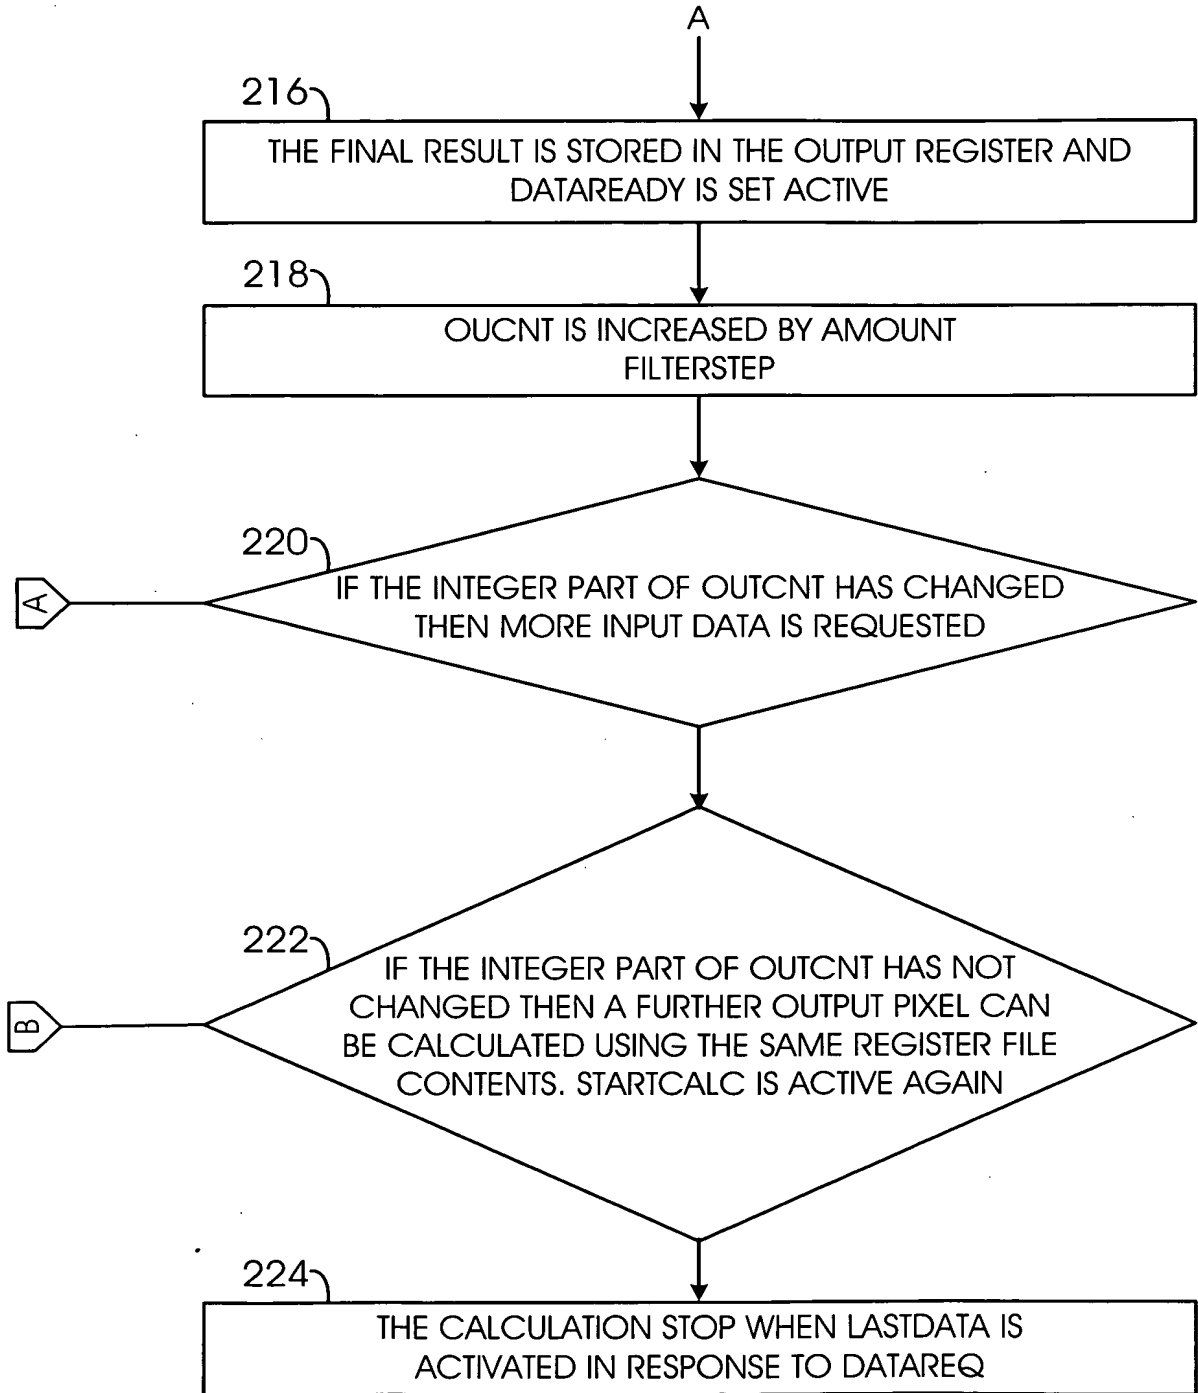 A
216
THE FINAL RESULT IS STORED IN THE OUTPUT REGISTER AND
DATAREADY IS SET ACTIVE
218
OUCNT IS INCREASED BY AMOUNT
FILTERSTEP
220
IF THE INTEGER PART OF OUTCNT HAS CHANGED
THEN MORE INPUT DATA IS REQUESTED
A
222
IF THE INTEGER PART OF OUTCNT HAS NOT
CHANGED THEN A FURTHER OUTPUT PIXEL CAN
BE CALCULATED USING THE SAME REGISTER FILE
CONTENTS. STARTCALC IS ACTIVE AGAIN
B
224
THE CALCULATION STOP WHEN LASTDATA IS
ACTIVATED IN RESPONSE TO DATAREQ